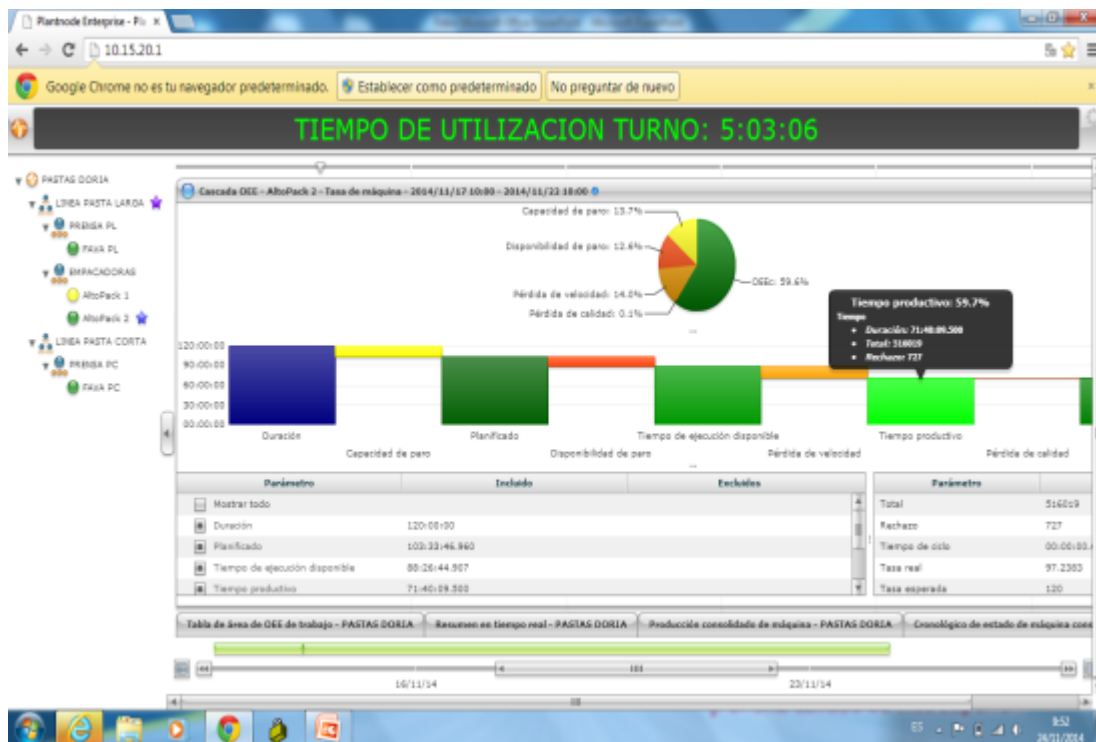 Plantnode Enterprise - Pla
10.15.20.1
Google Chrome no es tu navegador predeterminado. Establecer como predeterminado No preguntar de nuevo
TIEMPO DE UTILIZACION TURNO: 5:03:06
PASTAS DORIA
LINEA PASTA LARGA
PRENSA PL
FAVA PL
EMPACADORAS
AltoPack 1
AltoPack 2
LINEA PASTA CORTA
PRENSA PC
FAVA PC
Cascada OEE - AltoPack 2 - Tasa de máquina - 2014/11/17 10:00 - 2014/11/22 10:00
Capacidad de paro: 13.7%
Disponibilidad de paro: 12.6%
Pérdida de velocidad: 14.0%
Pérdida de calidad: 0.1%
OEEc: 59.6%
Tiempo productivo: 59.7%
Tiempo
Duración: 71:40:09.500
Total: 516019
Rechazo: 727
120:00:00
90:00:00
60:00:00
30:00:00
00:00:00
Duración Planificado Tiempo de ejecución disponible Tiempo productivo
Capacidad de paro Disponibilidad de paro Pérdida de velocidad Pérdida de calidad
Parámetro Incluido Excluidos
Mostrar todo
Duración 120:00:00
Planificado 103:33:46.960
Tiempo de ejecución disponible 88:26:44.907
Tiempo productivo 71:40:09.500
Parámetro
Total 516019
Rechazo 727
Tiempo de ciclo 00:00:00.
Tasa real 97.2383
Tasa esperada 120
Tabla de área de OEE de trabajo - PASTAS DORIA Resumen en tiempo real - PASTAS DORIA Producción consolidado de máquina - PASTAS DORIA Cronológico de estado de máquina cons
16/11/14 23/11/14
ES 8:52
24/11/2014